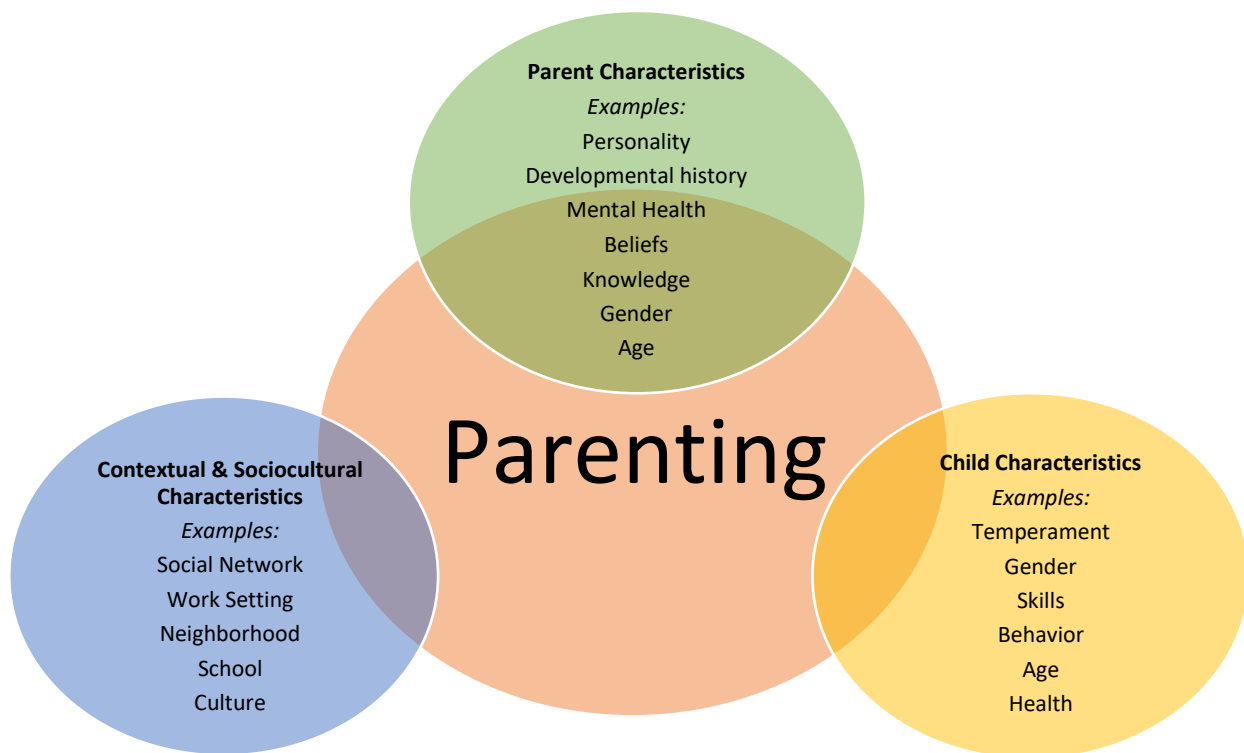 Parent Characteristics
Examples:
Personality
Developmental history
Mental Health
Beliefs
Knowledge
Gender
Age
Parenting
Contextual & Sociocultural
Characteristics
Examples:
Social Network
Work Setting
Neighborhood
School
Culture
Child Characteristics
Examples:
Temperament
Gender
Skills
Behavior
Age
Health